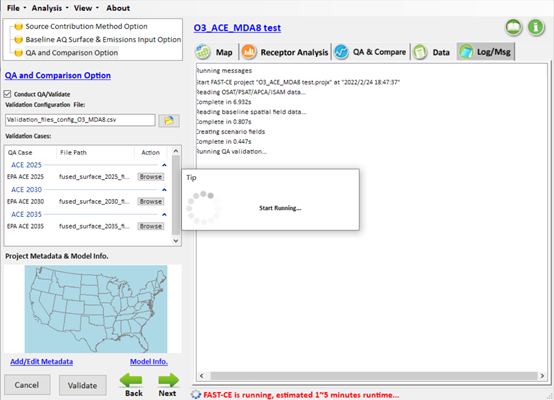 File Analysis View About
Source Contribution Method Option
Baseline AQ Surface & Emissions Input Option
QA and Comparison Option
QA and Comparison Option
Conduct QA/Validate
Validation Configuration File:
Validation_files_config_O3_MDA8.csv
Validation Cases:
QA Case File Path Action
ACE 2025
EPA ACE 2025 fused_surface_2025_fi... Browse
ACE 2030
EPA ACE 2030 fused_surface_2030_fi... Browse
ACE 2035
EPA ACE 2035 fused_surface_2035_fi... Browse
Project Metadata & Model Info.
Add/Edit Metadata Model Info.
Cancel Validate Back Next
O3_ACE_MDA8 test
Map Receptor Analysis QA & Compare Data Log/Msg
Running messages
Start FAST-CE project "O3_ACE_MDA8 test.projx" at "2022/2/24 18:47:37"
Reading OSAT/PSAT/APCA/ISAM data...
Complete in 6.932s
Reading baseline spatial field data...
Complete in 0.807s
Creating scenario fields
Complete in 0.447s
Running QA validation...
Tip
Start Running...
FAST-CE is running, estimated 1~5 minutes runtime...